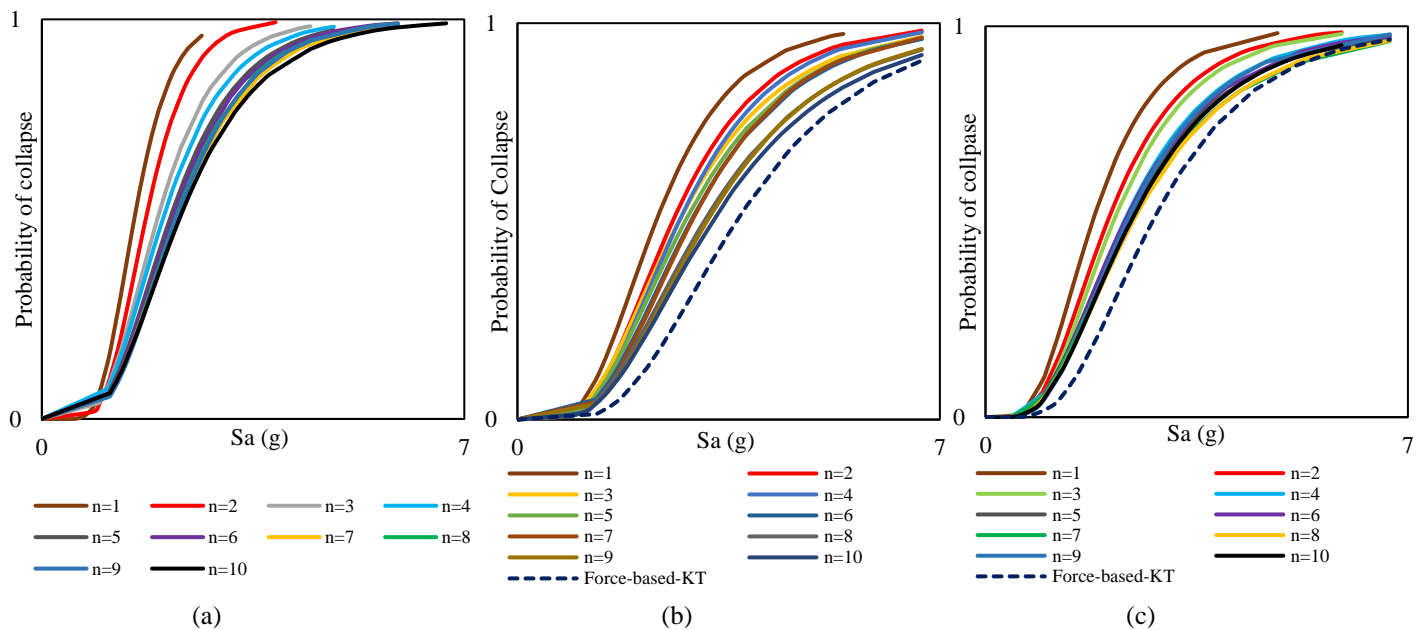 1
Probability of collapse
0
0
Sa (g)
7
n=1 n=2 n=3 n=4
n=5 n=6 n=7 n=8
n=9 n=10
(a)
1
Probability of Collapse
0
0
Sa (g)
7
n=1 n=2
n=3 n=4
n=5 n=6
n=7 n=8
n=9 n=10
Force-based-KT
(b)
1
Probability of collpase
0
0
Sa (g)
7
n=1 n=2
n=3 n=4
n=5 n=6
n=7 n=8
n=9 n=10
Force-based-KT
(c)